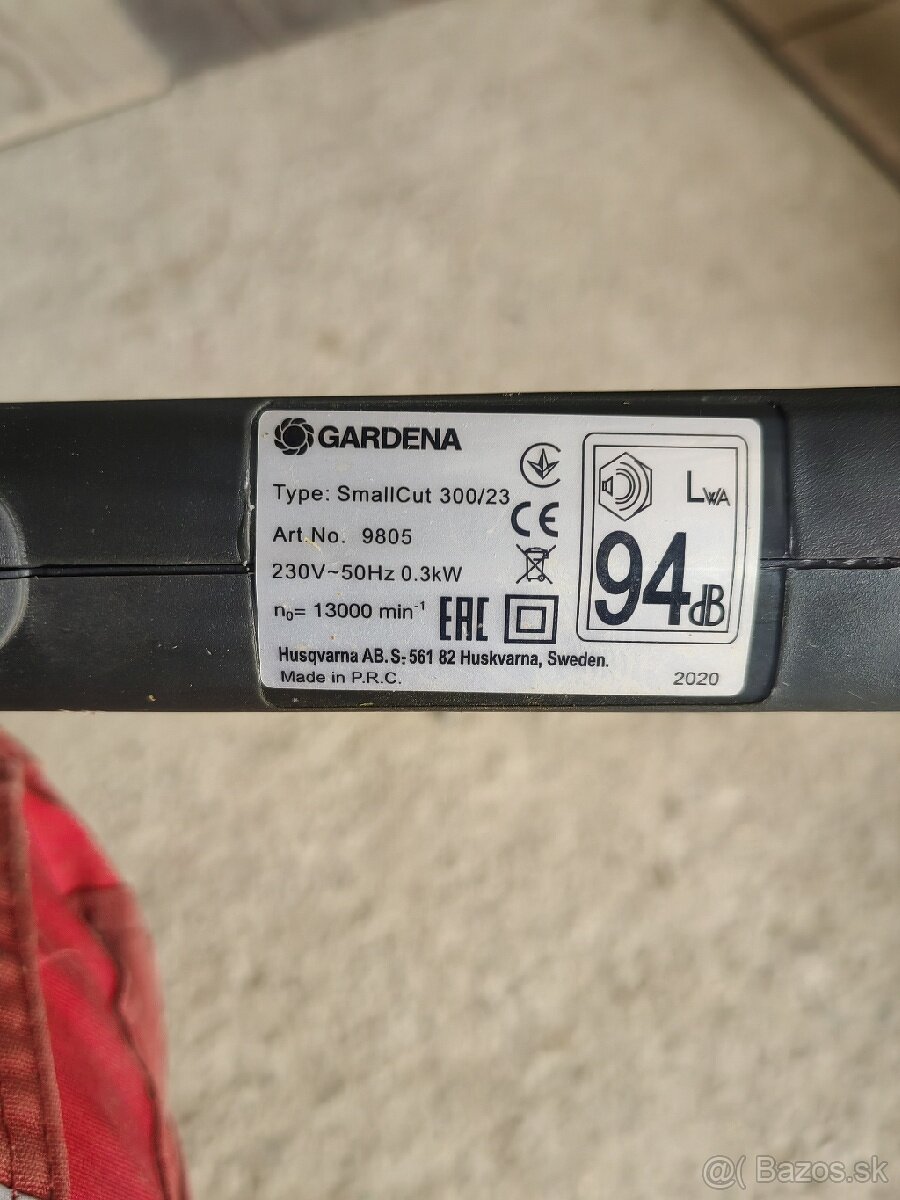 GARDENA
Type: SmallCut 300/23
Art.No. 9805
230V~50Hz 0.3kW
n₀= 13000 min⁻¹
CE
EAC
LWA
94dB
Husqvarna AB.S-561 82 Huskvarna, Sweden.
Made in P.R.C.
2020
@( Bazos.sk